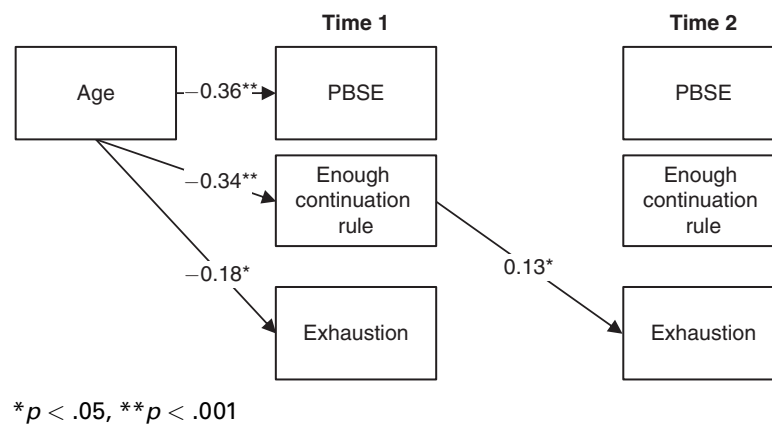 Time 1
Time 2
Age
−0.36**
PBSE
PBSE
−0.34**
Enough
continuation
rule
Enough
continuation
rule
−0.18*
0.13*
Exhaustion
Exhaustion
*p < .05, **p < .001